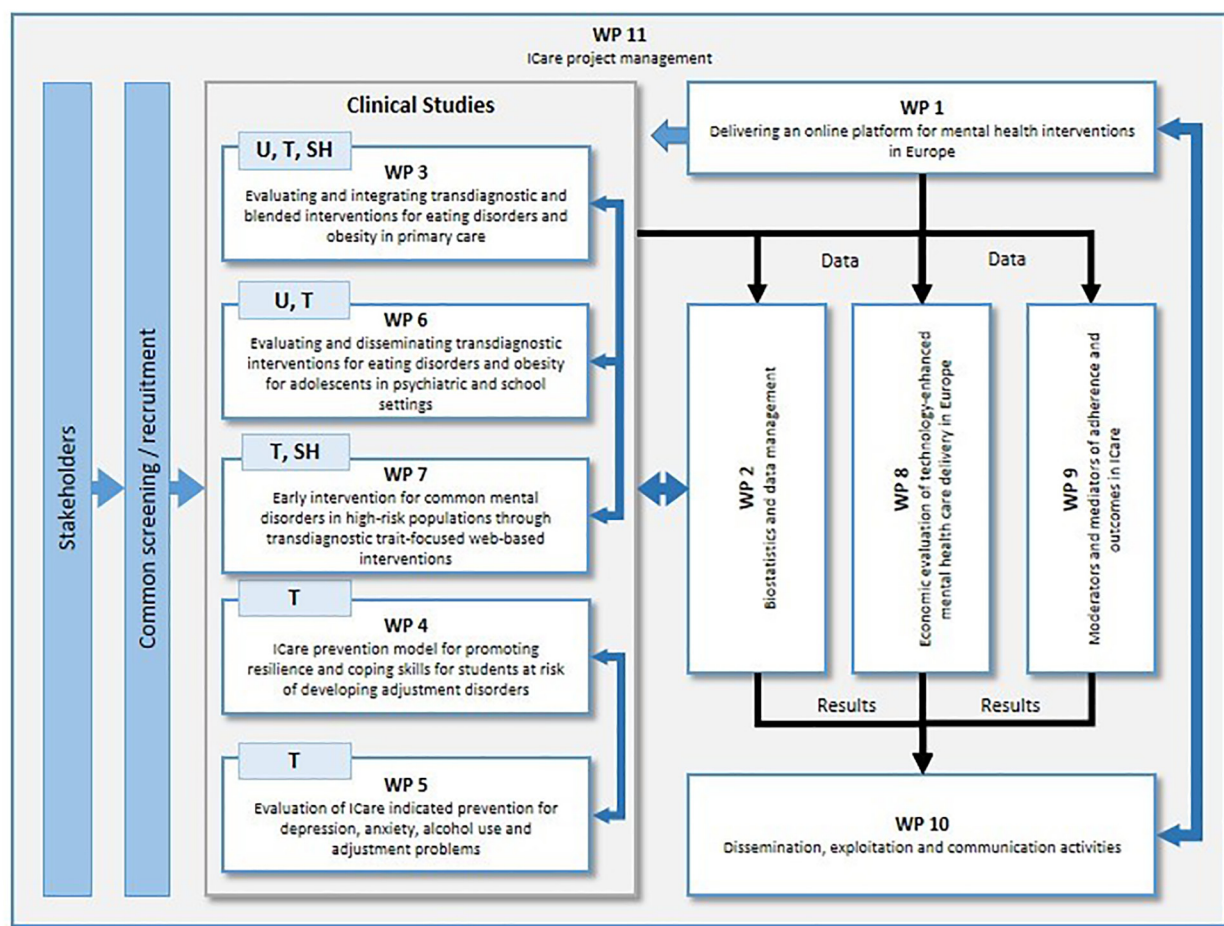 WP 11
ICare project management
Stakeholders
Common screening / recruitment
Clinical Studies
U, T, SH
WP 3
Evaluating and integrating transdiagnostic and
blended interventions for eating disorders and
obesity in primary care
U, T
WP 6
Evaluating and disseminating transdiagnostic
interventions for eating disorders and obesity
for adolescents in psychiatric and school
settings
T, SH
WP 7
Early intervention for common mental
disorders in high-risk populations through
transdiagnostic trait-focused web-based
interventions
T
WP 4
ICare prevention model for promoting
resilience and coping skills for students at risk
of developing adjustment disorders
T
WP 5
Evaluation of ICare indicated prevention for
depression, anxiety, alcohol use and
adjustment problems
WP 1
Delivering an online platform for mental health interventions
in Europe
Data
Data
WP 2
Biostatistics and data management
WP 8
Economic evaluation of technology-enhanced
mental health care delivery in Europe
WP 9
Moderators and mediators of adherence and
outcomes in ICare
Results
Results
WP 10
Dissemination, exploitation and communication activities